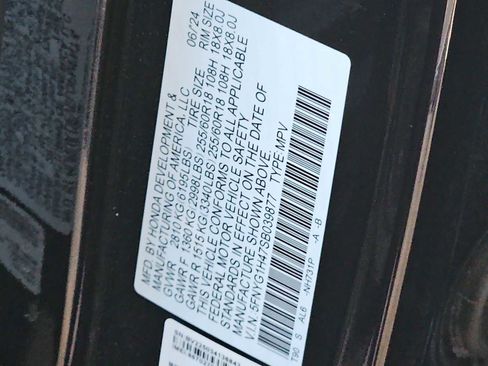 MFD BY HONDA DEVELOPMENT &
MANUFACTURING OF AMERICA, LLC 06/24
GVWR 2810 KG (6195LBS) TIRE SIZE RIM SIZE
GAWR F 1360 KG (2998LBS) 255/60R18 108H 18X8.0J
GAWR R 1515 KG (3340LBS) 255/60R18 108H 18X8.0J
THIS VEHICLE CONFORMS TO ALL APPLICABLE
FEDERAL MOTOR VEHICLE SAFETY
STANDARDS IN EFFECT ON THE DATE OF
MANUFACTURE SHOWN ABOVE.
V.I.N. 5FNYG1H47SB039877 TYPE:MPV
T90 S AL6 -NH731P -A -B